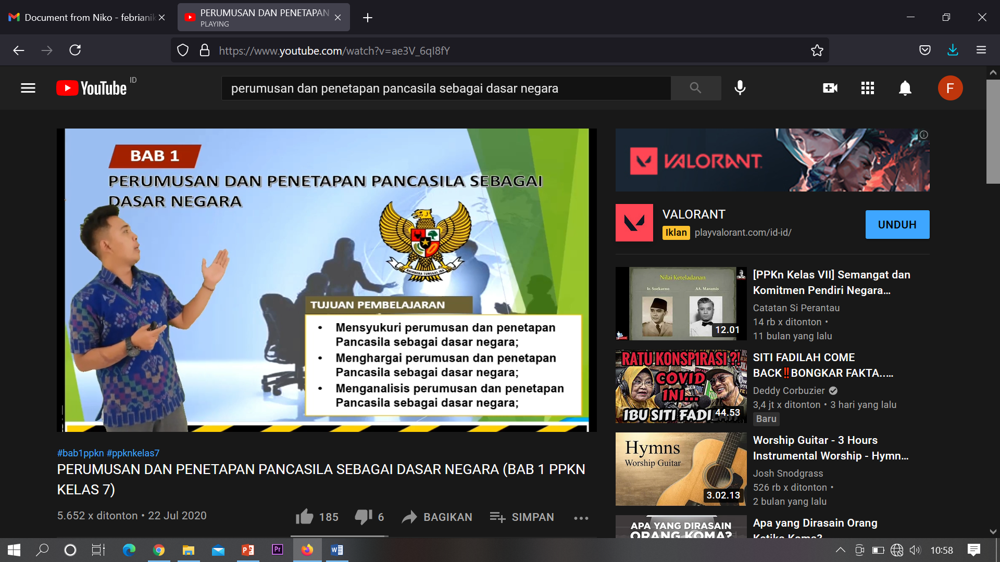 Document from Niko - febrianik
PERUMUSAN DAN PENETAPAN
PLAYING
https://www.youtube.com/watch?v=ae3V_6ql8fY
YouTube ID
perumusan dan penetapan pancasila sebagai dasar negara
F
BAB 1
PERUMUSAN DAN PENETAPAN PANCASILA SEBAGAI
DASAR NEGARA
BHINNEKA TUNGGAL IKA
TUJUAN PEMBELAJARAN
• Mensyukuri perumusan dan penetapan
Pancasila sebagai dasar negara;
• Menghargai perumusan dan penetapan
Pancasila sebagai dasar negara;
• Menganalisis perumusan dan penetapan
Pancasila sebagai dasar negara;
#bab1ppkn #ppknkelas7
PERUMUSAN DAN PENETAPAN PANCASILA SEBAGAI DASAR NEGARA (BAB 1 PPKN
KELAS 7)
5.652 x ditonton • 22 Jul 2020
185
6
BAGIKAN
SIMPAN
VALORANT
VALORANT
Iklan playvalorant.com/id-id/
UNDUH
Nilai Keteladanan
Ir. Soekarno AA. Maramis
12.01
[PPKn Kelas VII] Semangat dan
Komitmen Pendiri Negara...
Catatan Si Perantau
14 rb x ditonton •
11 bulan yang lalu
RATU KONSP1RASI ?!
COVID
1N1...
IBU SITI FADI
44.53
SITI FADILAH COME
BACK‼️BONGKAR FAKTA.....
Deddy Corbuzier
3,4 jt x ditonton • 3 hari yang lalu
Baru
Hymns
Worship Guitar
3.02.13
Worship Guitar - 3 Hours
Instrumental Worship - Hymn...
Josh Snodgrass
526 rb x ditonton •
2 bulan yang lalu
APA YANG DIRASAIN
ORANG KOMA?
Apa yang Dirasain Orang
Ketika Koma?
10:58